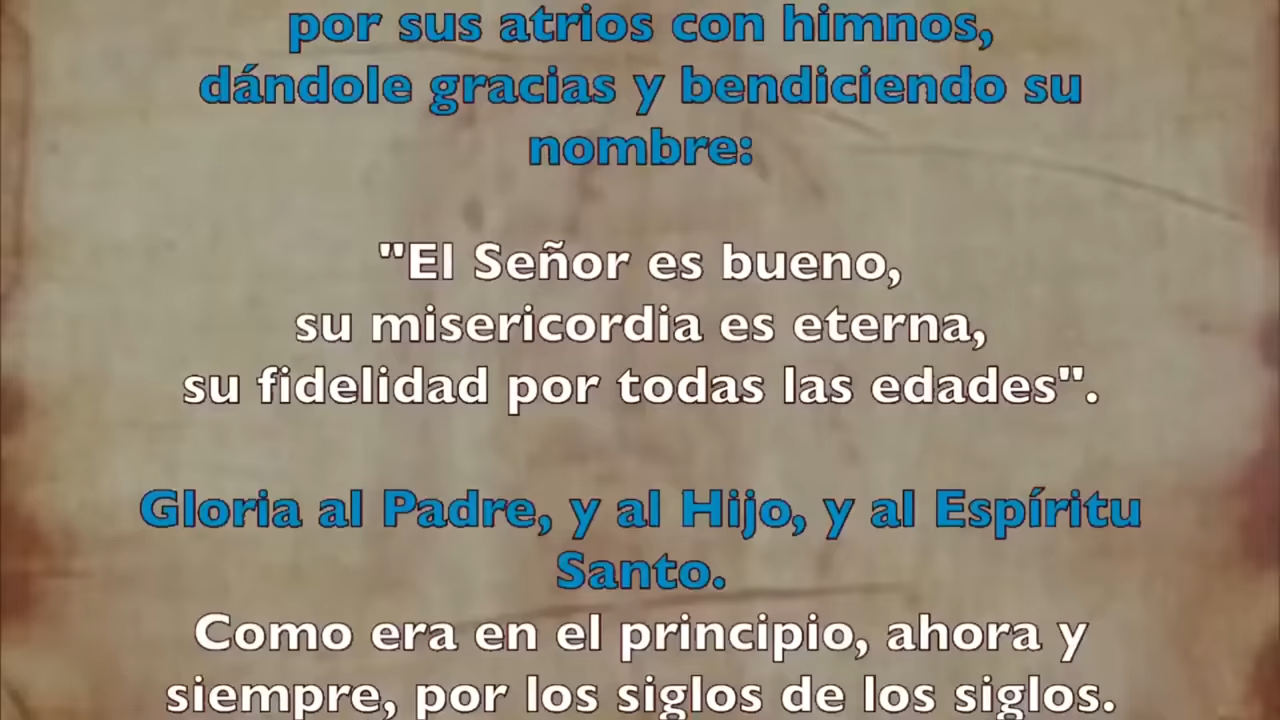 por sus atrios con himnos,
dándole gracias y bendiciendo su
nombre:
"El Señor es bueno,
su misericordia es eterna,
su fidelidad por todas las edades".
Gloria al Padre, y al Hijo, y al Espíritu
Santo.
Como era en el principio, ahora y
siempre, por los siglos de los siglos.